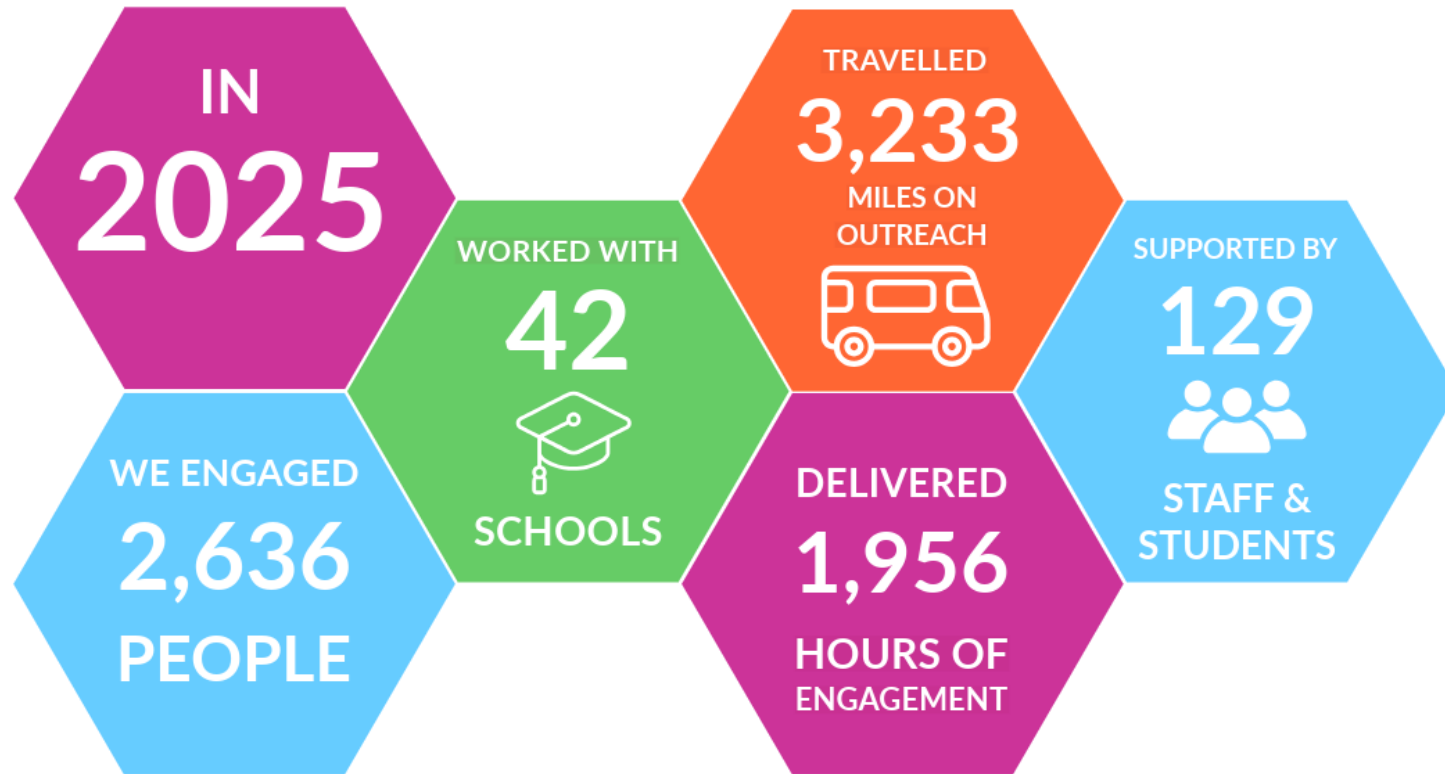 IN
2025
WE ENGAGED
2,636
PEOPLE
WORKED WITH
42
SCHOOLS
TRAVELLED
3,233
MILES ON
OUTREACH
DELIVERED
1,956
HOURS OF
ENGAGEMENT
SUPPORTED BY
129
STAFF &
STUDENTS